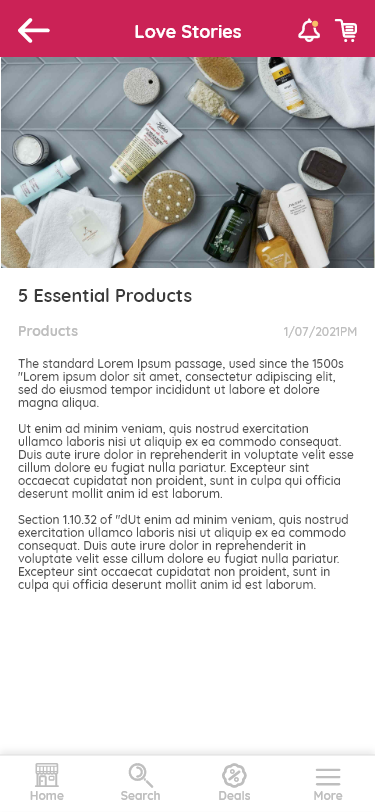 Love Stories
Kiehl's
SHISEIDO
5 Essential Products
Products
1/07/2021PM
The standard Lorem Ipsum passage, used since the 1500s
"Lorem ipsum dolor sit amet, consectetur adipiscing elit,
sed do eiusmod tempor incididunt ut labore et dolore
magna aliqua.
Ut enim ad minim veniam, quis nostrud exercitation
ullamco laboris nisi ut aliquip ex ea commodo consequat.
Duis aute irure dolor in reprehenderit in voluptate velit esse
cillum dolore eu fugiat nulla pariatur. Excepteur sint
occaecat cupidatat non proident, sunt in culpa qui officia
deserunt mollit anim id est laborum.
Section 1.10.32 of "dUt enim ad minim veniam, quis nostrud
exercitation ullamco laboris nisi ut aliquip ex ea commodo
consequat. Duis aute irure dolor in reprehenderit in
voluptate velit esse cillum dolore eu fugiat nulla pariatur.
Excepteur sint occaecat cupidatat non proident, sunt in
culpa qui officia deserunt mollit anim id est laborum.
Home
Search
Deals
More